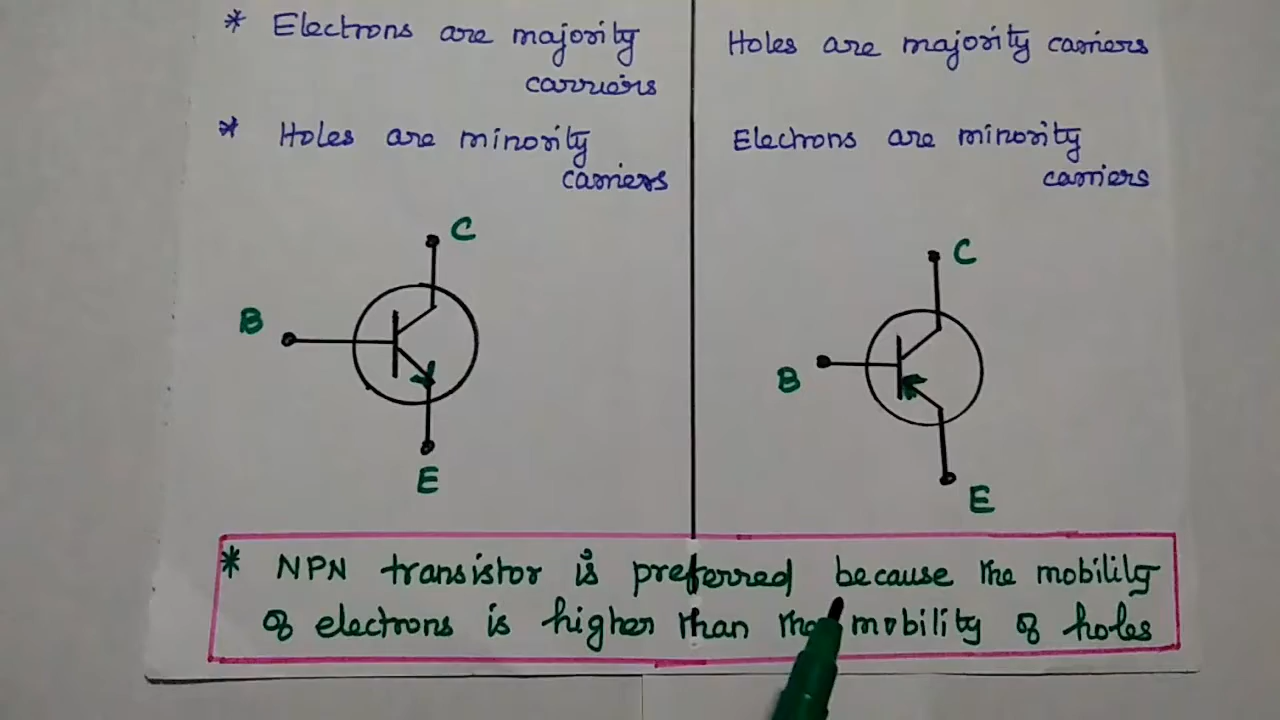 * Electrons are majority
carriers
* Holes are minority
carriers
C
B
E
Holes are majority carriers
Electrons are minority
carriers
C
B
E
* NPN transistor is preferred because the mobility
of electrons is higher than the mobility of holes